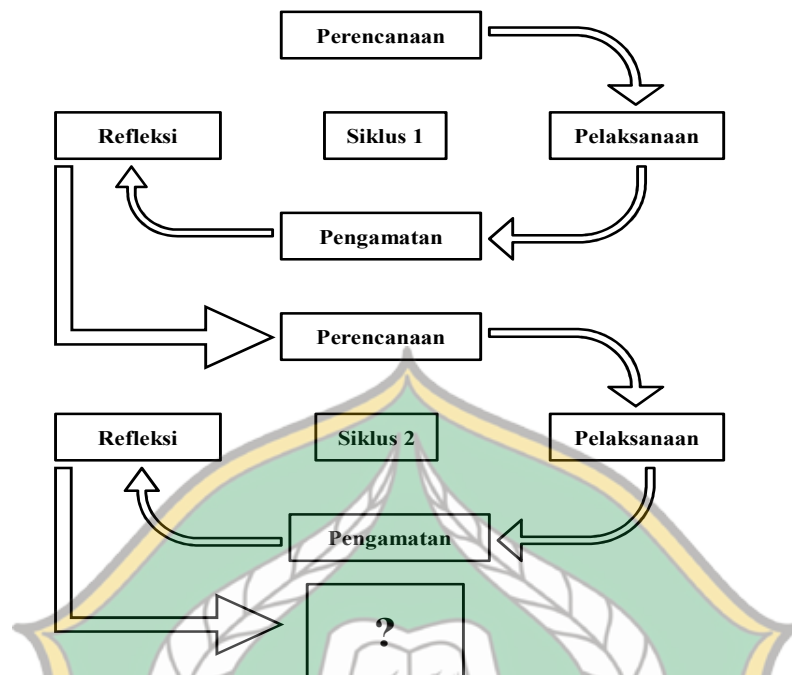 Perencanaan
Refleksi
Siklus 1
Pelaksanaan
Pengamatan
Perencanaan
Refleksi
Siklus 2
Pelaksanaan
Pengamatan
?